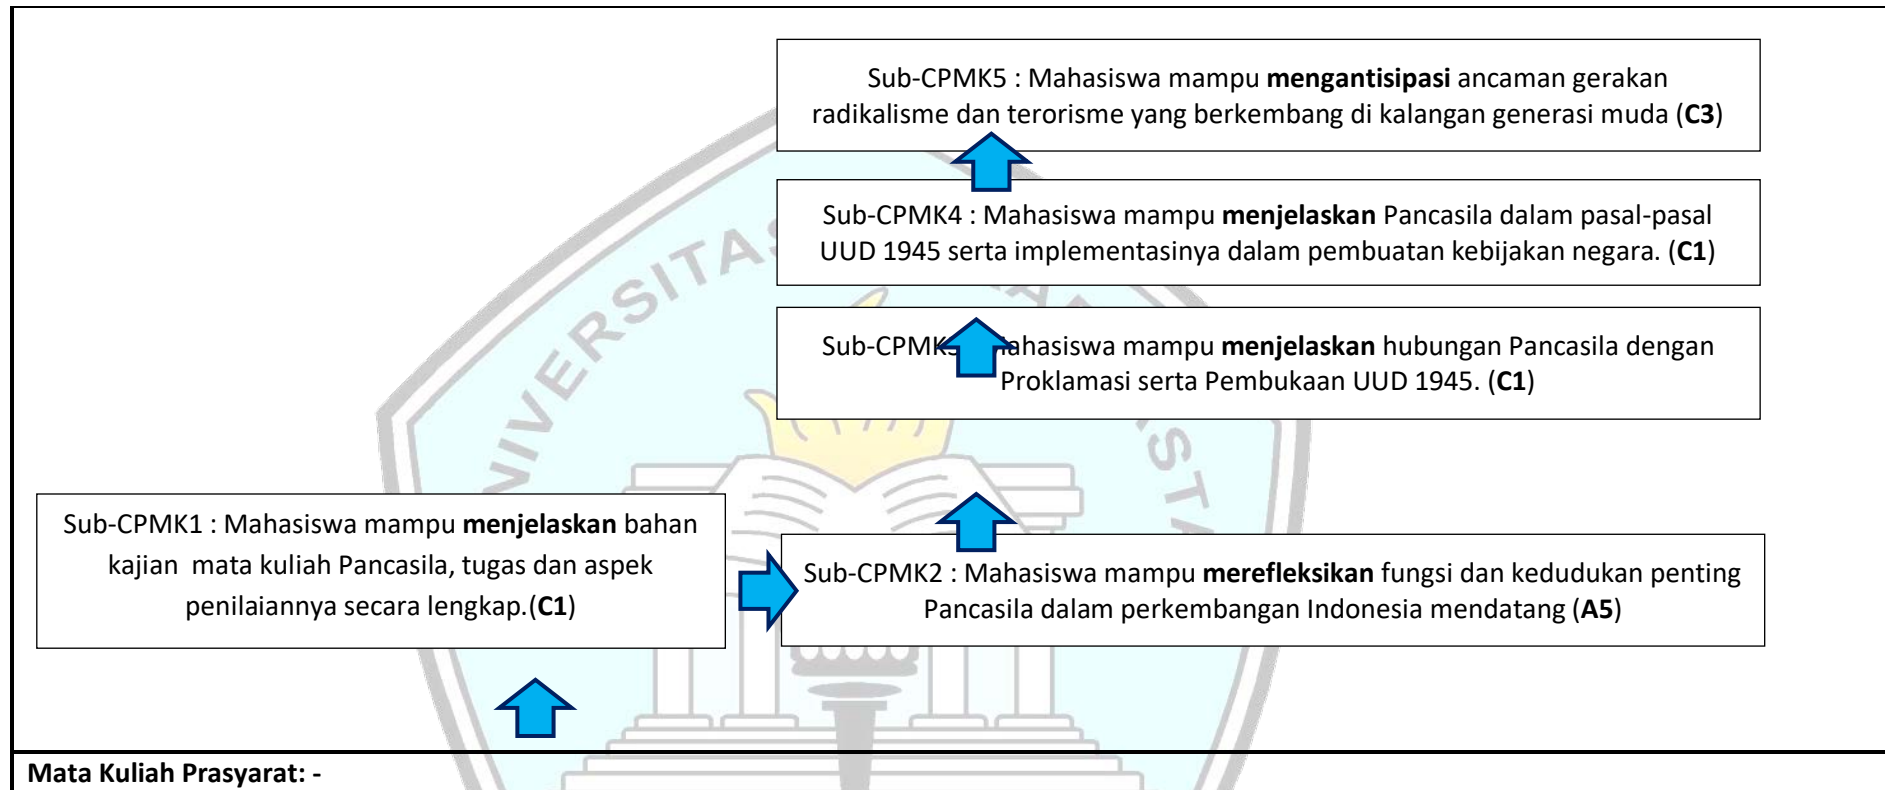 Sub-CPMK5 : Mahasiswa mampu mengantisipasi ancaman gerakan
radikalisme dan terorisme yang berkembang di kalangan generasi muda (C3)
Sub-CPMK4 : Mahasiswa mampu menjelaskan Pancasila dalam pasal-pasal
UUD 1945 serta implementasinya dalam pembuatan kebijakan negara. (C1)
Sub-CPMK3 Mahasiswa mampu menjelaskan hubungan Pancasila dengan
Proklamasi serta Pembukaan UUD 1945. (C1)
Sub-CPMK1 : Mahasiswa mampu menjelaskan bahan
kajian mata kuliah Pancasila, tugas dan aspek
penilaiannya secara lengkap.(C1)
Sub-CPMK2 : Mahasiswa mampu merefleksikan fungsi dan kedudukan penting
Pancasila dalam perkembangan Indonesia mendatang (A5)
Mata Kuliah Prasyarat: -